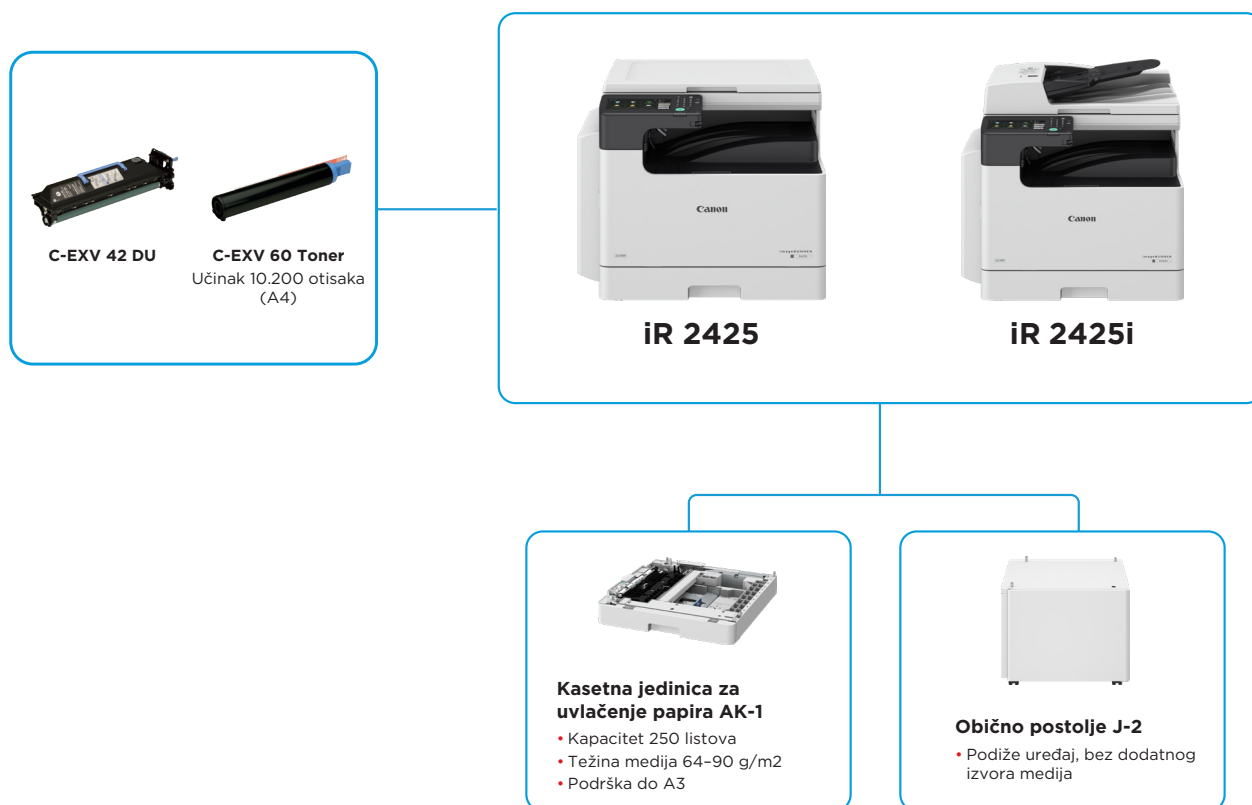 C-EXV 42 DU
C-EXV 60 Toner
Učinak 10.200 otisaka
(A4)
Canon
iR 2425
Canon
iR 2425i
Kasetna jedinica za
uvlačenje papira AK-1
• Kapacitet 250 listova
• Težina medija 64–90 g/m2
• Podrška do A3
Obično postolje J-2
• Podiže uređaj, bez dodatnog
izvora medija